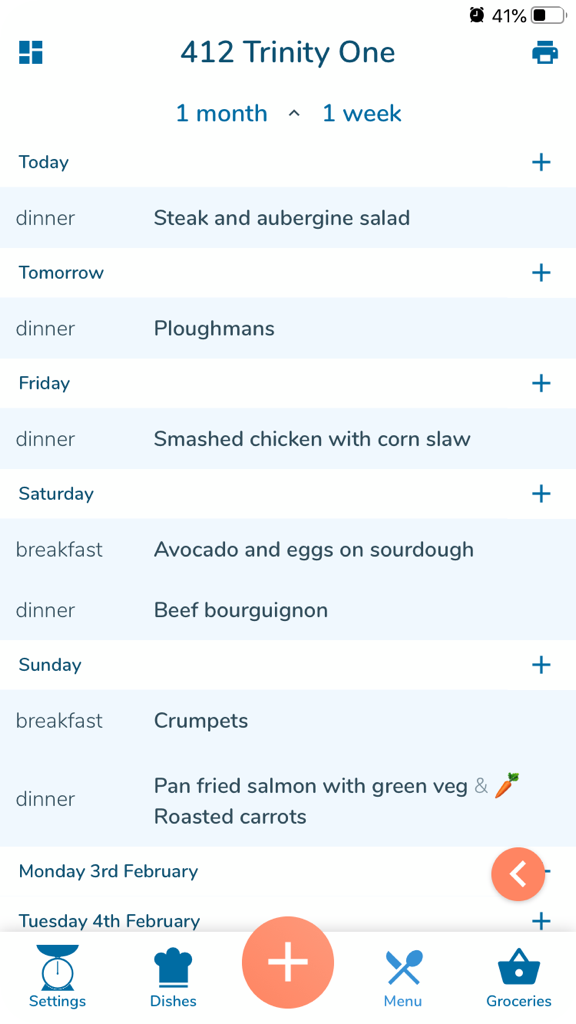 41%
412 Trinity One
1 month ^ 1 week
Today +
dinner Steak and aubergine salad
Tomorrow +
dinner Ploughmans
Friday +
dinner Smashed chicken with corn slaw
Saturday +
breakfast Avocado and eggs on sourdough
dinner Beef bourguignon
Sunday +
breakfast Crumpets
dinner Pan fried salmon with green veg & 🥕
Roasted carrots
Monday 3rd February
Tuesday 4th February +
Settings Dishes + Menu Groceries